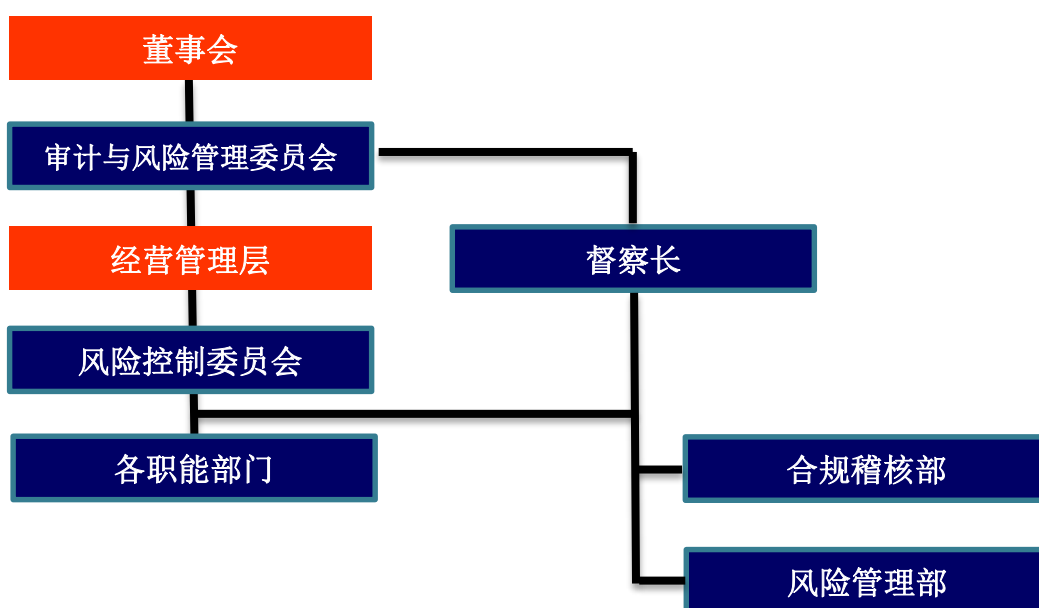 董事会
审计与风险管理委员会
经营管理层
督察长
风险控制委员会
各职能部门
合规稽核部
风险管理部